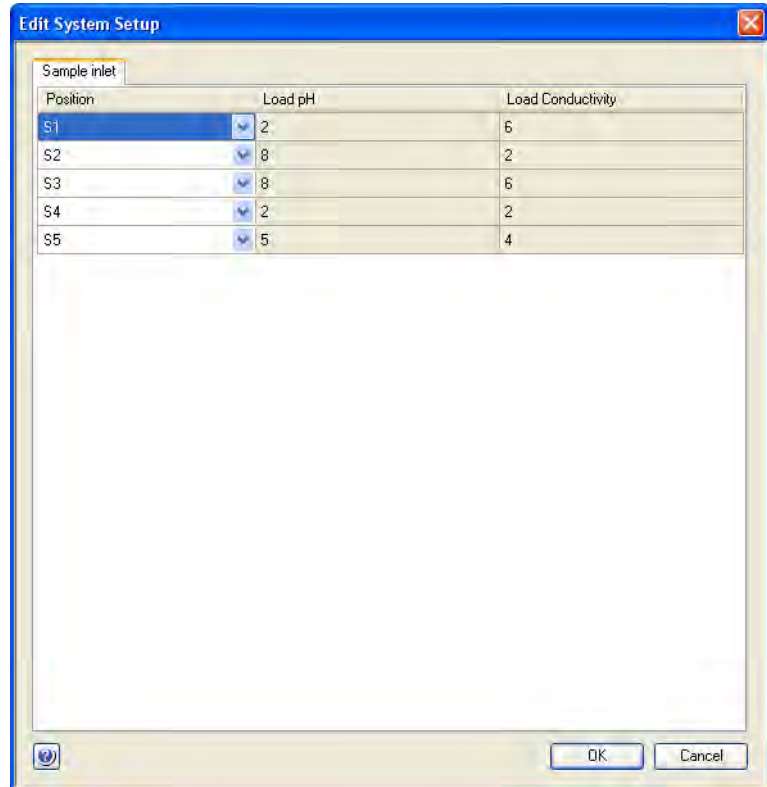 Edit System Setup
Sample inlet
Position Load pH Load Conductivity
S1 2 6
S2 8 2
S3 8 6
S4 2 2
S5 5 4
OK Cancel